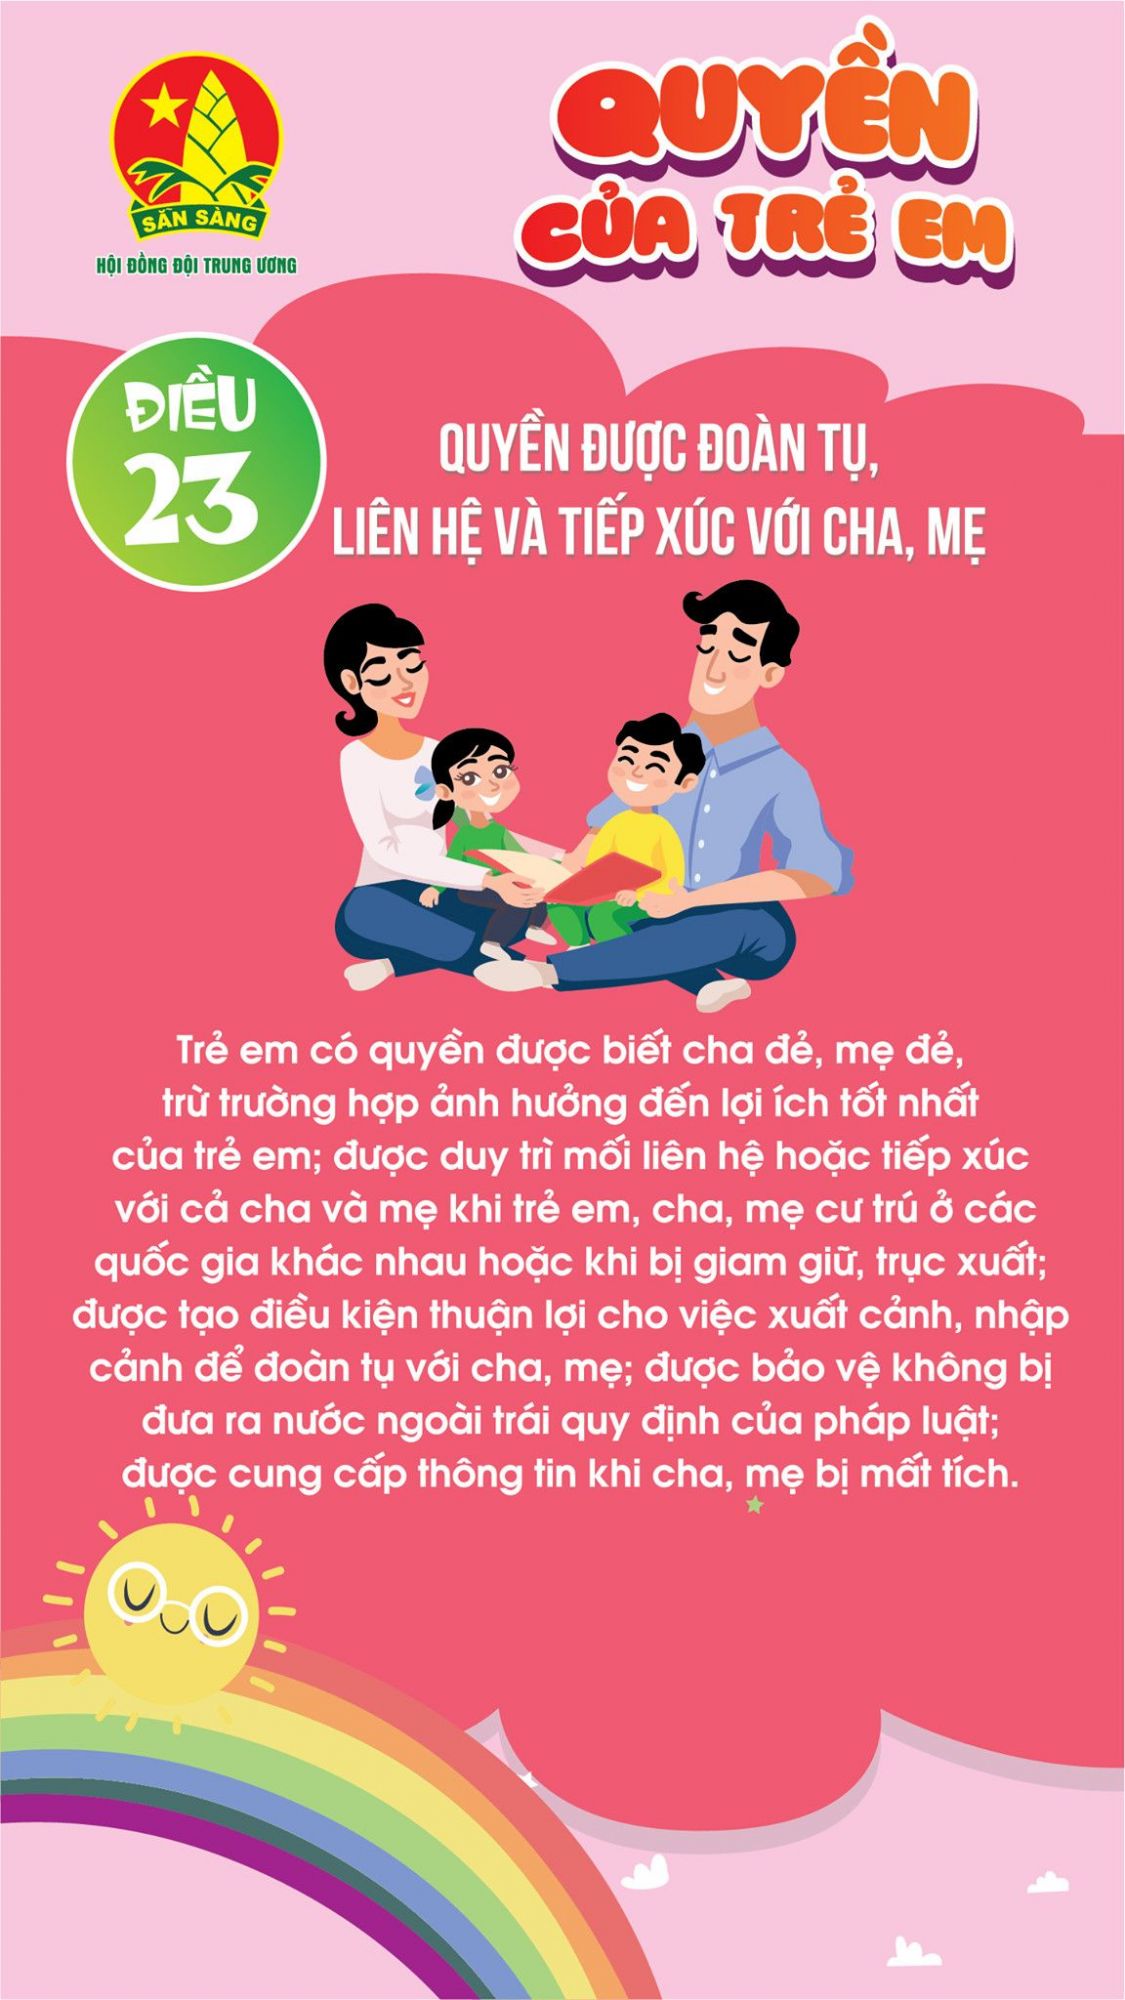 SẴN SÀNG
HỘI ĐỒNG ĐỘI TRUNG ƯƠNG
QUYỀN
CỦA TRẺ EM
ĐIỀU
23
QUYỀN ĐƯỢC ĐOÀN TỤ,
LIÊN HỆ VÀ TIẾP XÚC VỚI CHA, MẸ
Trẻ em có quyền được biết cha đẻ, mẹ đẻ,
trừ trường hợp ảnh hưởng đến lợi ích tốt nhất
của trẻ em; được duy trì mối liên hệ hoặc tiếp xúc
với cả cha và mẹ khi trẻ em, cha, mẹ cư trú ở các
quốc gia khác nhau hoặc khi bị giam giữ, trục xuất;
được tạo điều kiện thuận lợi cho việc xuất cảnh, nhập
cảnh để đoàn tụ với cha, mẹ; được bảo vệ không bị
đưa ra nước ngoài trái quy định của pháp luật;
được cung cấp thông tin khi cha, mẹ bị mất tích.